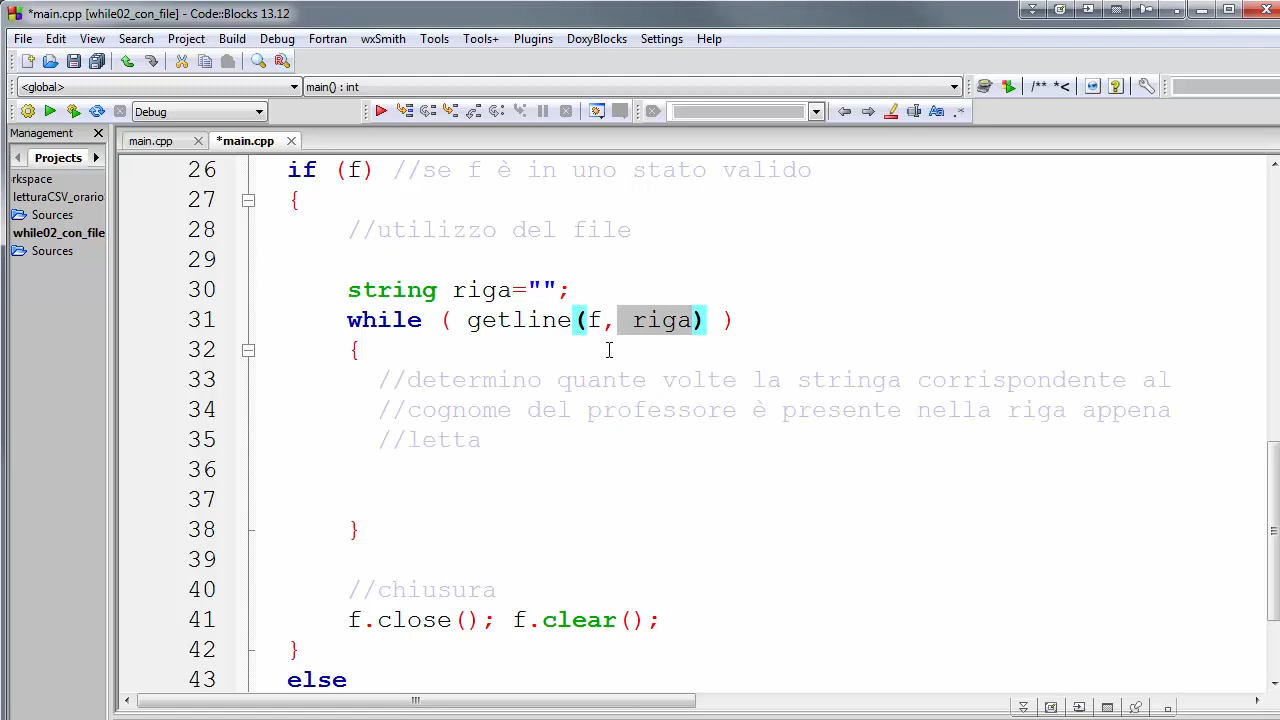 *main.cpp [while02_con_file] - Code::Blocks 13.12
File Edit View Search Project Build Debug Fortran wxSmith Tools Tools+ Plugins DoxyBlocks Settings Help
<global> main() : int /** *<
Debug
Management main.cpp *main.cpp
Projects
rkspace
letturaCSV_orario
Sources
while02_con_file
Sources
26 if (f) //se f è in uno stato valido
27 {
28 //utilizzo del file
29
30 string riga="";
31 while ( getline(f, riga) )
32 {
33 //determino quante volte la stringa corrispondente al
34 //cognome del professore è presente nella riga appena
35 //letta
36
37
38 }
39
40 //chiusura
41 f.close(); f.clear();
42 }
43 else